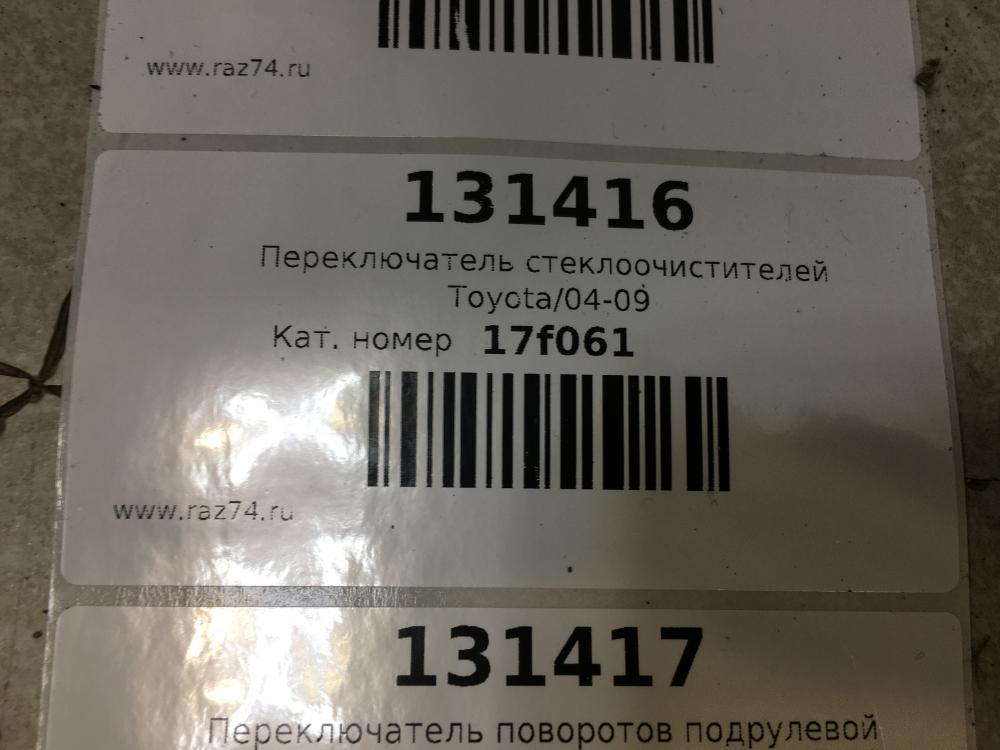 www.raz74.ru
131416
Переключатель стеклоочистителей
Toyota/04-09
Кат. номер 17f061
www.raz74.ru
131417
Переключатель поворотов подрулевой